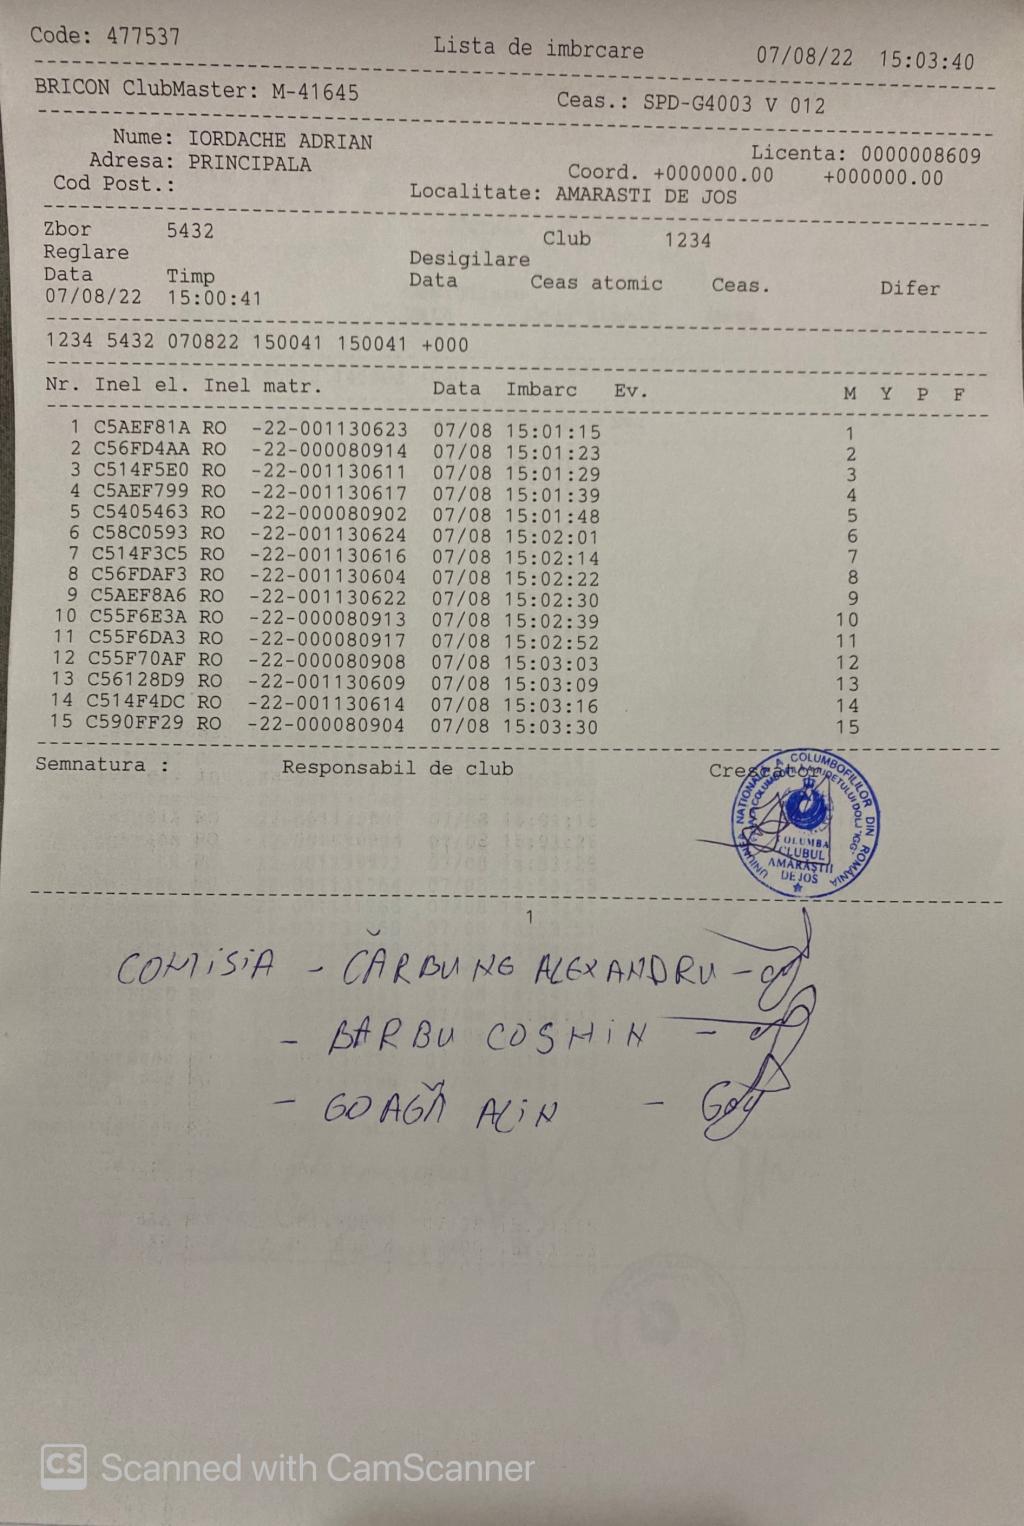 Code: 477537 Lista de imbrcare 07/08/22 15:03:40
BRICON ClubMaster: M-41645 Ceas.: SPD-G4003 V 012
Nume: IORDACHE ADRIAN Licenta: 0000008609
Adresa: PRINCIPALA Coord. +000000.00 +000000.00
Cod Post.: Localitate: AMARASTI DE JOS
Zbor 5432 Club 1234
Reglare Desigilare
Data Timp Data Ceas atomic Ceas. Difer
07/08/22 15:00:41
1234 5432 070822 150041 150041 +000
Nr. Inel el. Inel matr. Data Imbarc Ev. M Y P F
1 C5AEF81A RO -22-001130623 07/08 15:01:15 1
2 C56FD4AA RO -22-000080914 07/08 15:01:23 2
3 C514F5E0 RO -22-001130611 07/08 15:01:29 3
4 C5AEF799 RO -22-001130617 07/08 15:01:39 4
5 C5405463 RO -22-000080902 07/08 15:01:48 5
6 C58C0593 RO -22-001130624 07/08 15:02:01 6
7 C514F3C5 RO -22-001130616 07/08 15:02:14 7
8 C56FDAF3 RO -22-001130604 07/08 15:02:22 8
9 C5AEF8A6 RO -22-001130622 07/08 15:02:30 9
10 C55F6E3A RO -22-000080913 07/08 15:02:39 10
11 C55F6DA3 RO -22-000080917 07/08 15:02:52 11
12 C55F70AF RO -22-000080908 07/08 15:03:03 12
13 C56128D9 RO -22-001130609 07/08 15:03:09 13
14 C514F4DC RO -22-001130614 07/08 15:03:16 14
15 C590FF29 RO -22-000080904 07/08 15:03:30 15
Semnatura : Responsabil de club Crescator
UNIUNEA NATIONALA A COLUMBOFILILOR DIN ROMANIA
COLUMBA
CLUBUL
AMĂRĂȘTII
DE JOS
1
COMISIA - CĂRBUNE ALEXANDRU -
- BARBU COSMIN -
- GOAGĂ ALIN -
CS Scanned with CamScanner